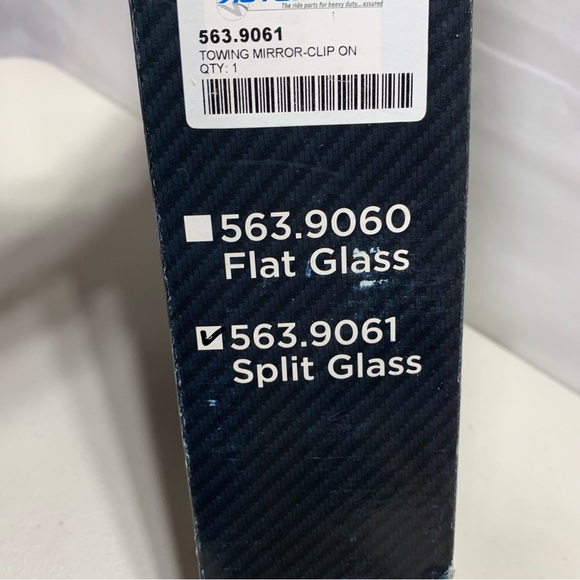 The ride parts for heavy duty... assured
563.9061
TOWING MIRROR-CLIP ON
QTY: 1
563.9060
Flat Glass
563.9061
Split Glass